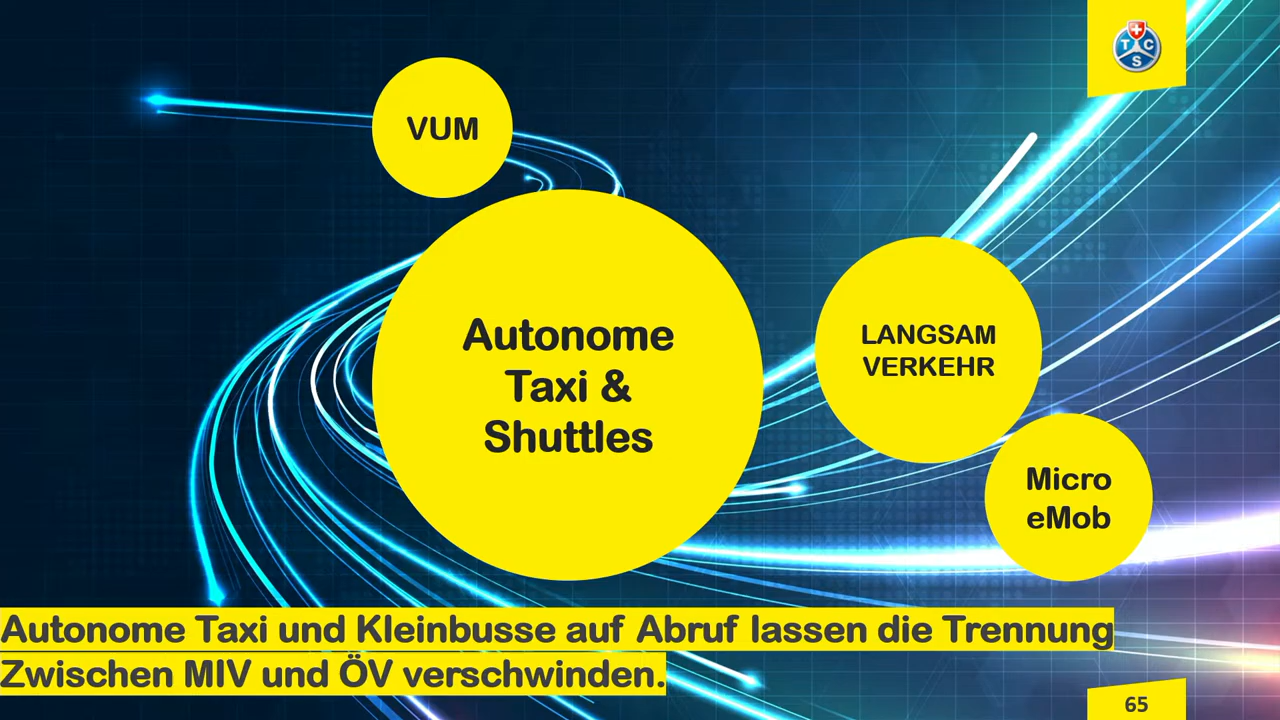 TCS
VUM
Autonome
Taxi &
Shuttles
LANGSAM
VERKEHR
Micro
eMob
Autonome Taxi und Kleinbusse auf Abruf lassen die Trennung
Zwischen MIV und ÖV verschwinden.
65